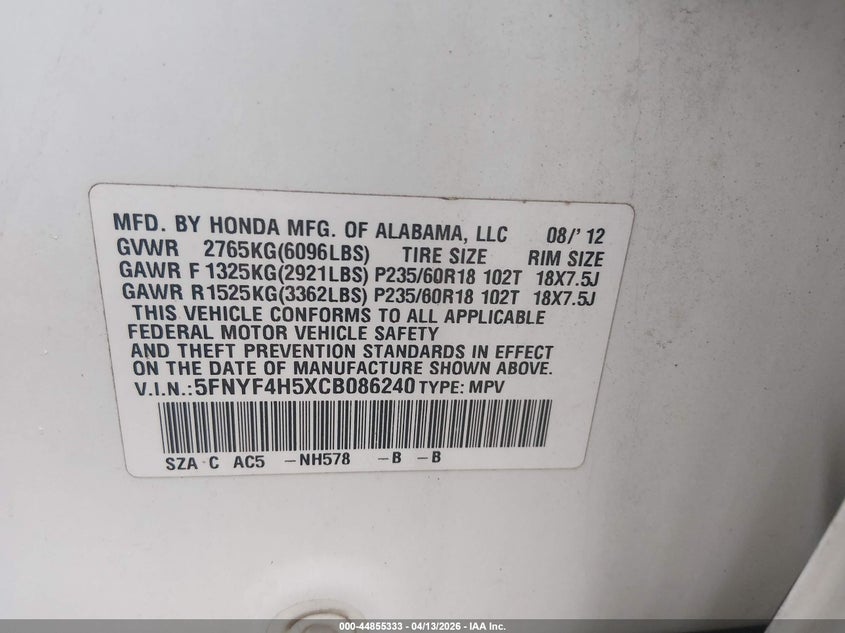 MFD. BY HONDA MFG. OF ALABAMA, LLC 08/'12
GVWR 2765KG(6096LBS) TIRE SIZE RIM SIZE
GAWR F 1325KG(2921LBS) P235/60R18 102T 18X7.5J
GAWR R1525KG(3362LBS) P235/60R18 102T 18X7.5J
THIS VEHICLE CONFORMS TO ALL APPLICABLE
FEDERAL MOTOR VEHICLE SAFETY
AND THEFT PREVENTION STANDARDS IN EFFECT
ON THE DATE OF MANUFACTURE SHOWN ABOVE.
V.I.N.:5FNYF4H5XCB086240 TYPE: MPV
SZA C AC5 -NH578 -B -B
000-44855333 - 04/13/2026 - IAA Inc.